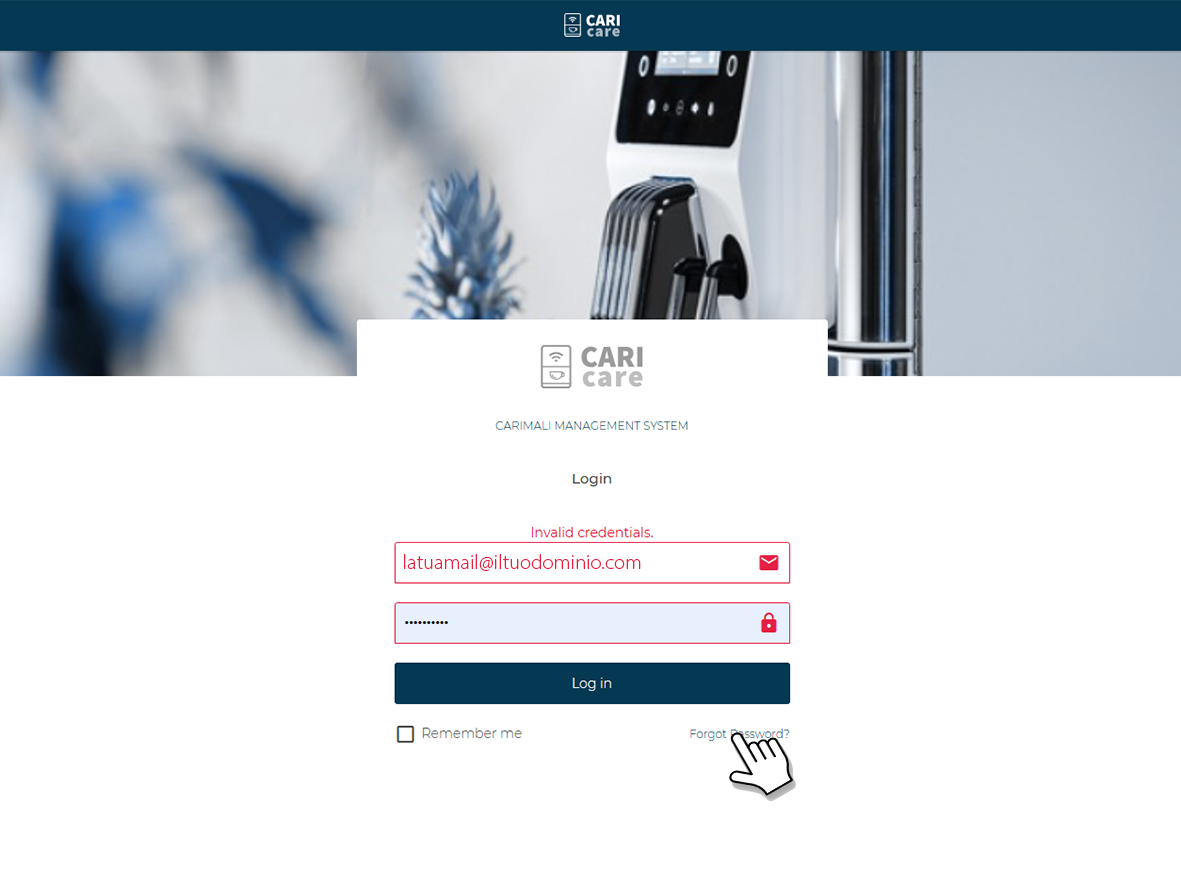 CARI
care
CARI
care
CARIMALI MANAGEMENT SYSTEM
Login
Invalid credentials.
latuamail@iltuodominio.com
••••••••••
Log in
Remember me
Forgot Password?